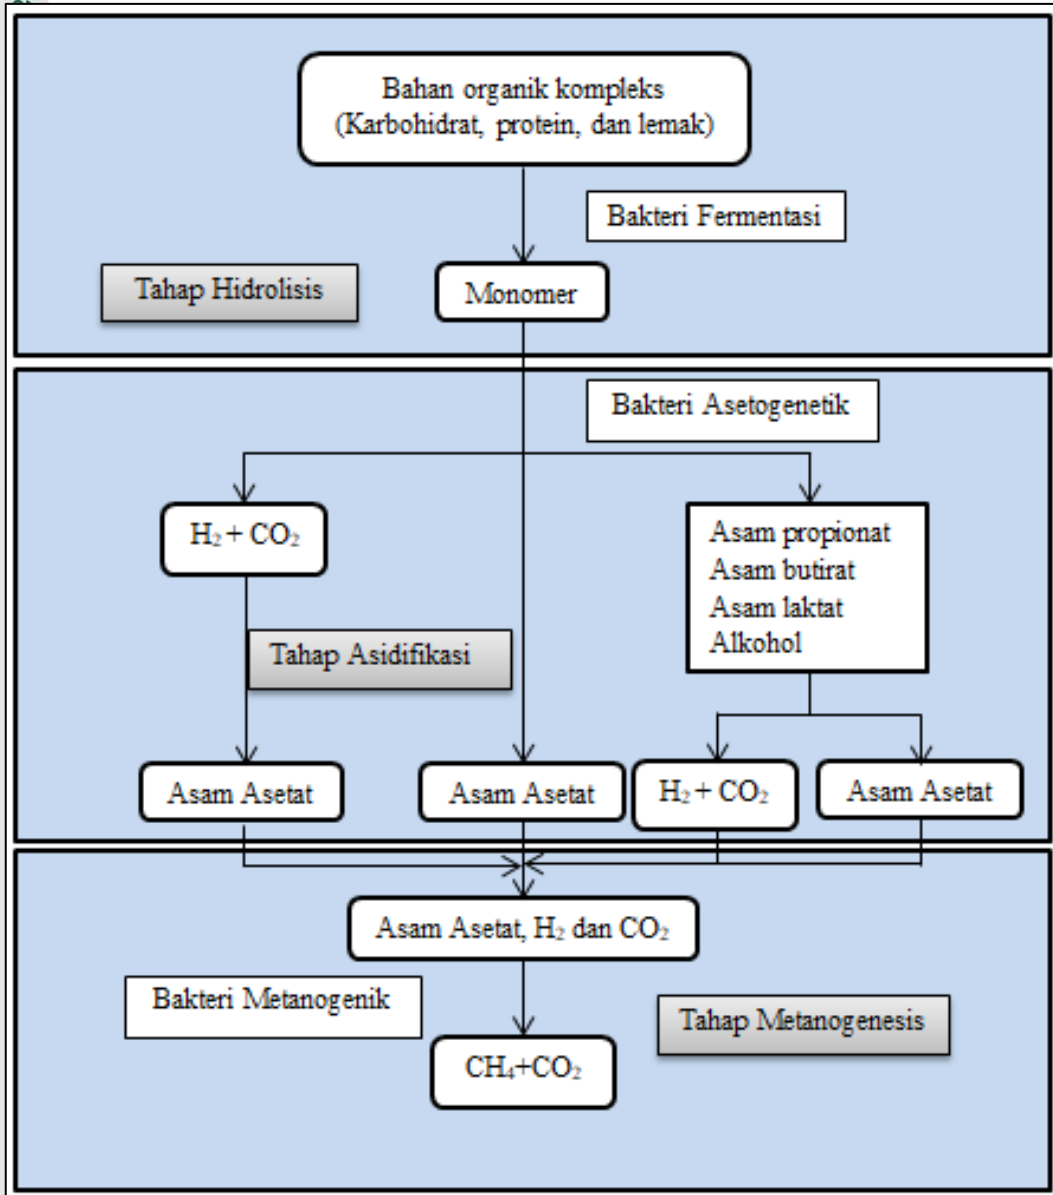 Bahan organik kompleks
(Karbohidrat, protein, dan lemak)
Bakteri Fermentasi
Tahap Hidrolisis
Monomer
Bakteri Asetogenetik
H₂ + CO₂
Asam propionat
Asam butirat
Asam laktat
Alkohol
Tahap Asidifikasi
Asam Asetat
Asam Asetat
H₂ + CO₂
Asam Asetat
Asam Asetat, H₂ dan CO₂
Bakteri Metanogenik
Tahap Metanogenesis
CH₄+CO₂